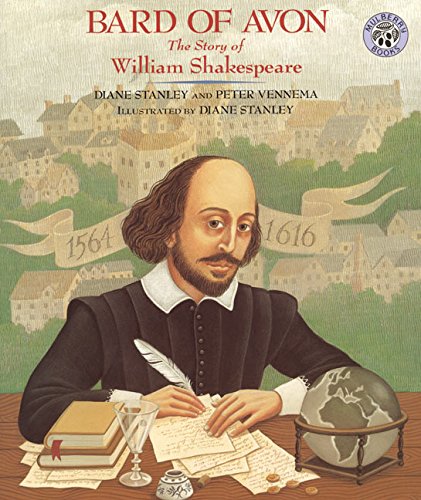 BARD OF AVON
The Story of
William Shakespeare
DIANE STANLEY AND PETER VENNEMA
ILLUSTRATED BY DIANE STANLEY
MULBERRY
BOOKS
1564
1616